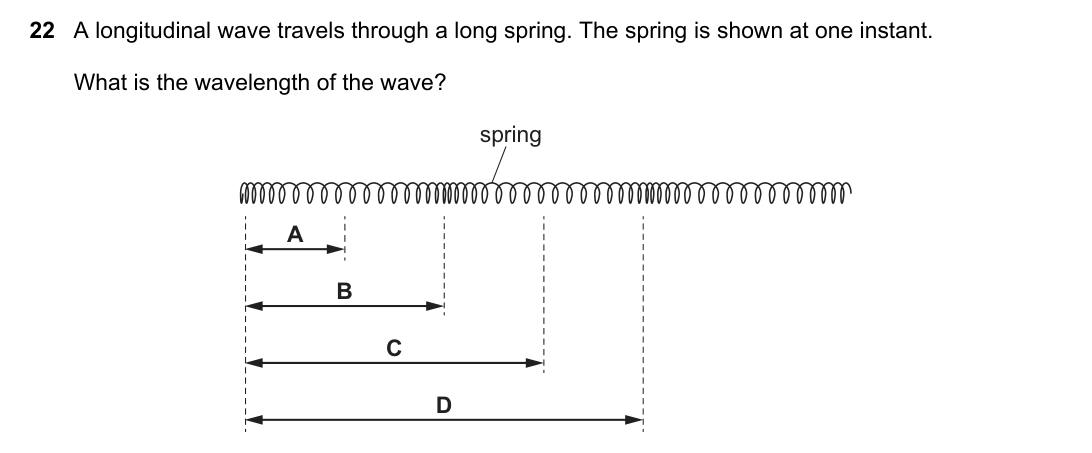 22 A longitudinal wave travels through a long spring. The spring is shown at one instant.
What is the wavelength of the wave?
spring
A
B
C
D